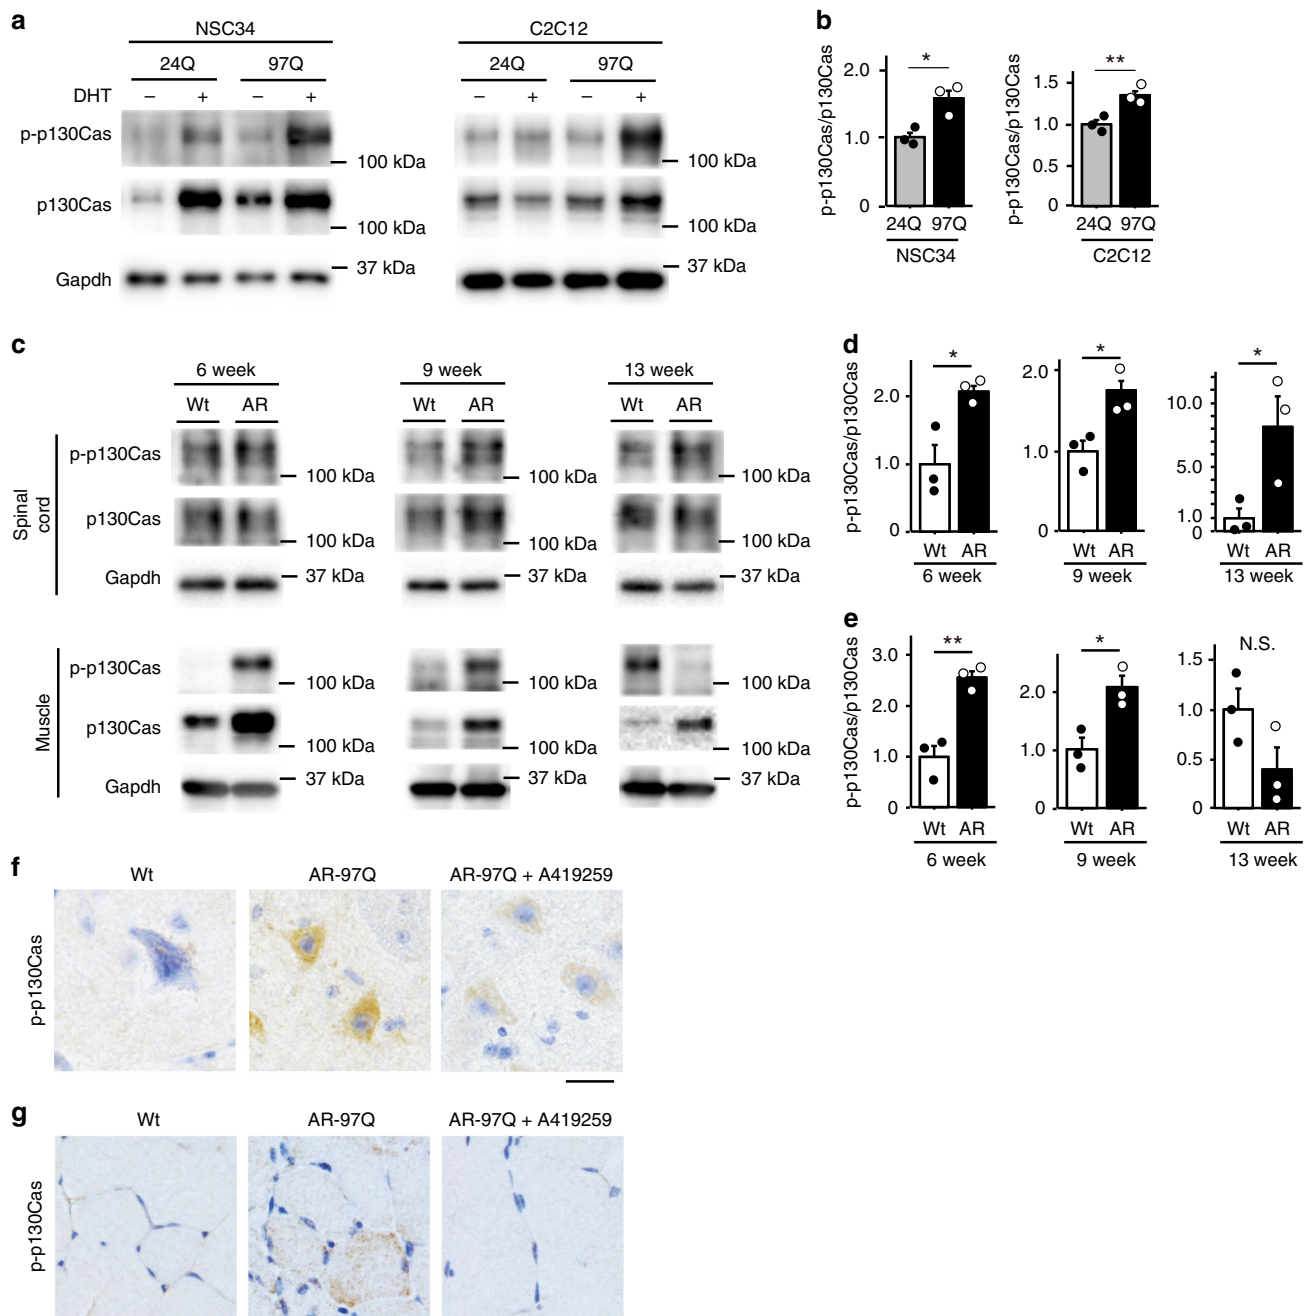 a
NSC34
C2C12
24Q 97Q
24Q 97Q
DHT – + – +
– + – +
p-p130Cas
100 kDa
100 kDa
p130Cas
100 kDa
100 kDa
Gapdh
37 kDa
37 kDa
b
p-p130Cas/p130Cas
2.0
1.0
0
*
24Q 97Q
NSC34
p-p130Cas/p130Cas
1.5
1.0
1.5
0
**
24Q 97Q
C2C12
c
6 week
9 week
13 week
Wt AR
Wt AR
Wt AR
Spinal
cord
p-p130Cas
100 kDa
100 kDa
100 kDa
p130Cas
100 kDa
100 kDa
100 kDa
Gapdh
37 kDa
37 kDa
37 kDa
Muscle
p-p130Cas
100 kDa
100 kDa
100 kDa
p130Cas
100 kDa
100 kDa
100 kDa
Gapdh
37 kDa
37 kDa
37 kDa
d
p-p130Cas/p130Cas
2.0
1.0
0
*
Wt AR
6 week
2.0
1.0
0
*
Wt AR
9 week
10.0
5.0
1.0
0
*
Wt AR
13 week
e
p-p130Cas/p130Cas
3.0
2.0
1.0
0
**
Wt AR
6 week
2.0
1.0
0
*
Wt AR
9 week
1.5
1.0
0.5
0
N.S.
Wt AR
13 week
f
Wt
AR-97Q
AR-97Q + A419259
p-p130Cas
g
Wt
AR-97Q
AR-97Q + A419259
p-p130Cas